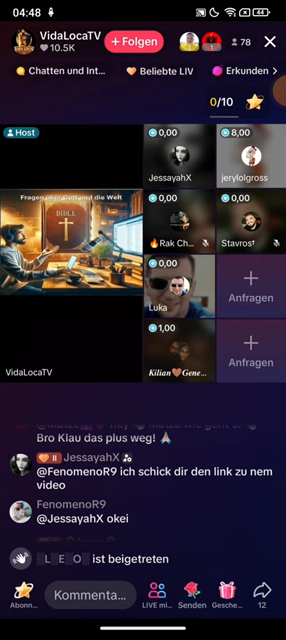 04:48
44
VidaLocaTV
10.5K
+ Folgen
1
78
Chatten und Int...
Beliebte LIV
Erkunden
0/10
Host
Fragen über Gott und die Welt
BIBLE
VidaLocaTV
0,00
JessayahX
8,00
jerylolgross
0,00
Rak Ch...
0,00
Stavros†
0,00
Luka
Anfragen
1,00
Kilian❤Gene...
Anfragen
Bro Klau das plus weg! 🙏
II JessayahX
@FenomenoR9 ich schick dir den link zu nem
video
FenomenoR9
@JessayahX okei
L░E░O░ ist beigetreten
Abonn...
Kommenta...
LIVE mi...
Senden
Gesche...
12